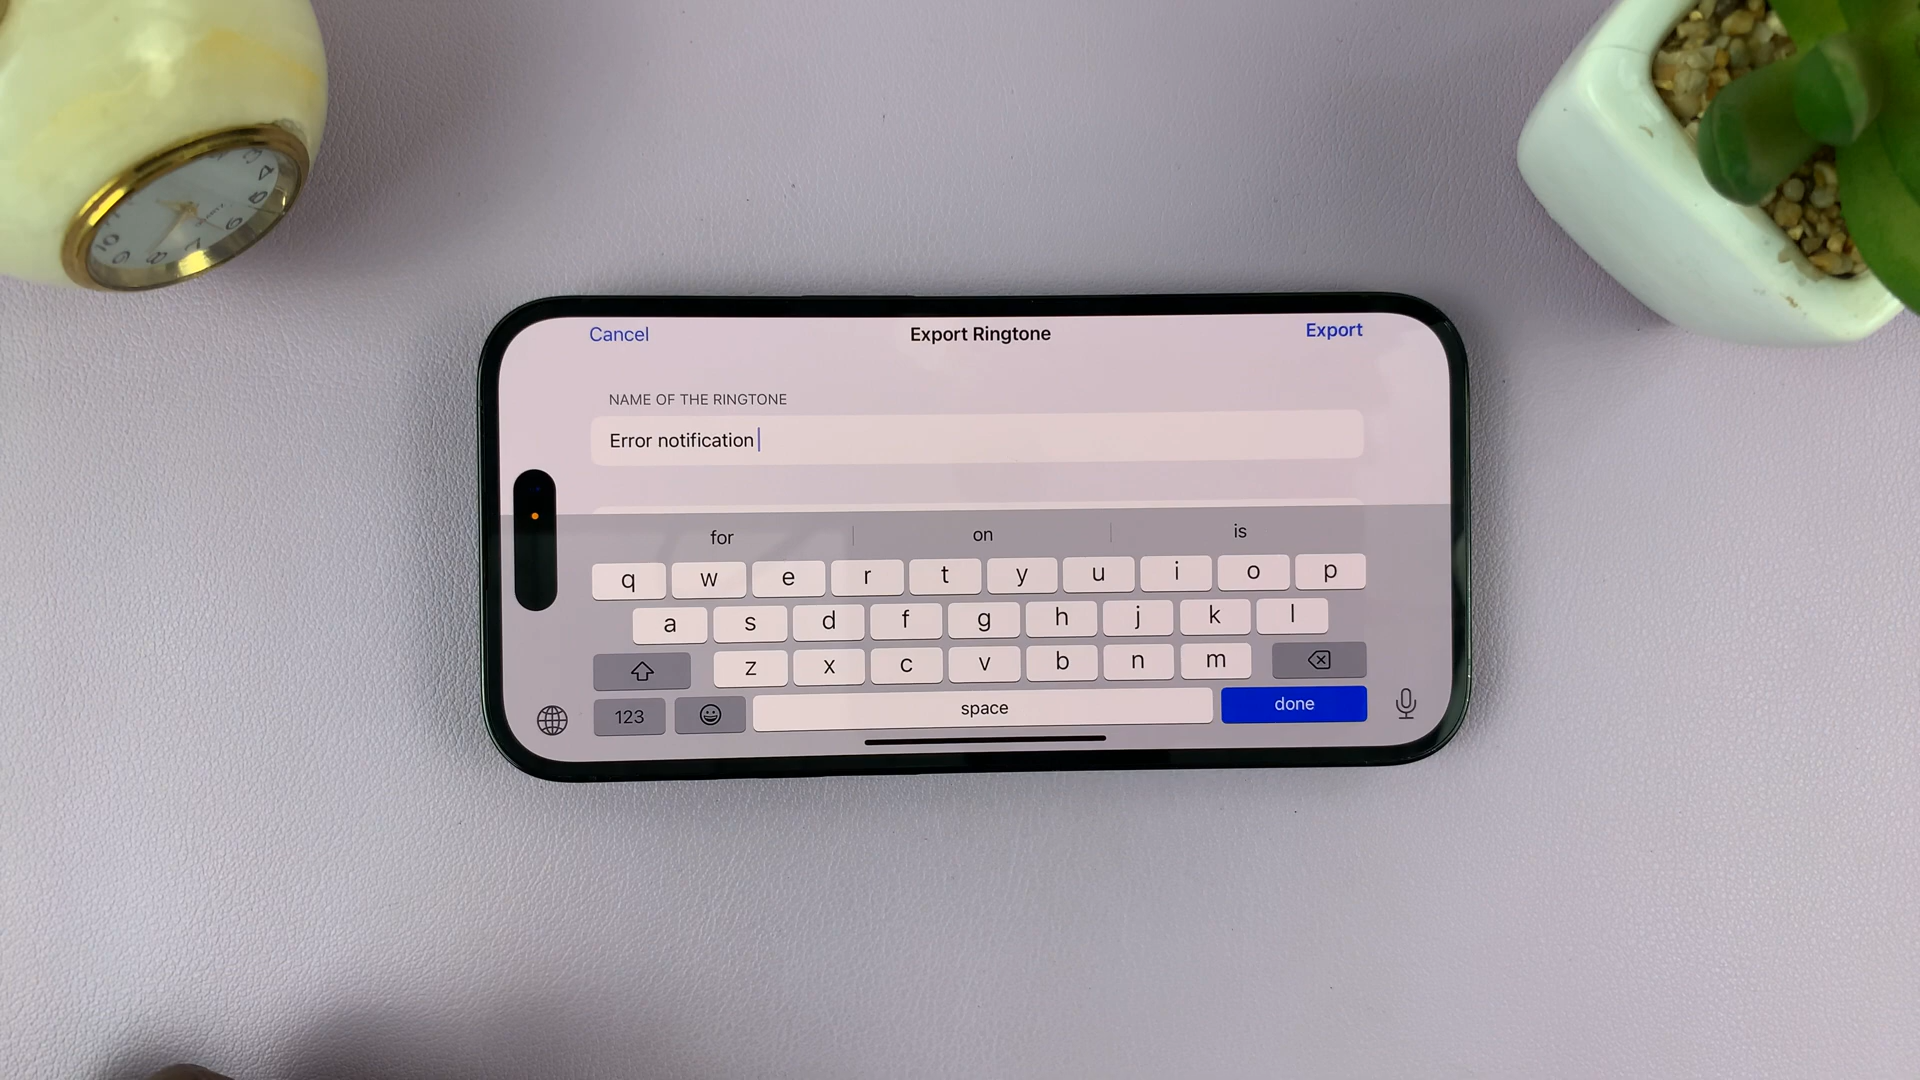 Cancel
Export Ringtone
Export
NAME OF THE RINGTONE
Error notification
for on is
q w e r t y u i o p
a s d f g h j k l
z x c v b n m
123 space done